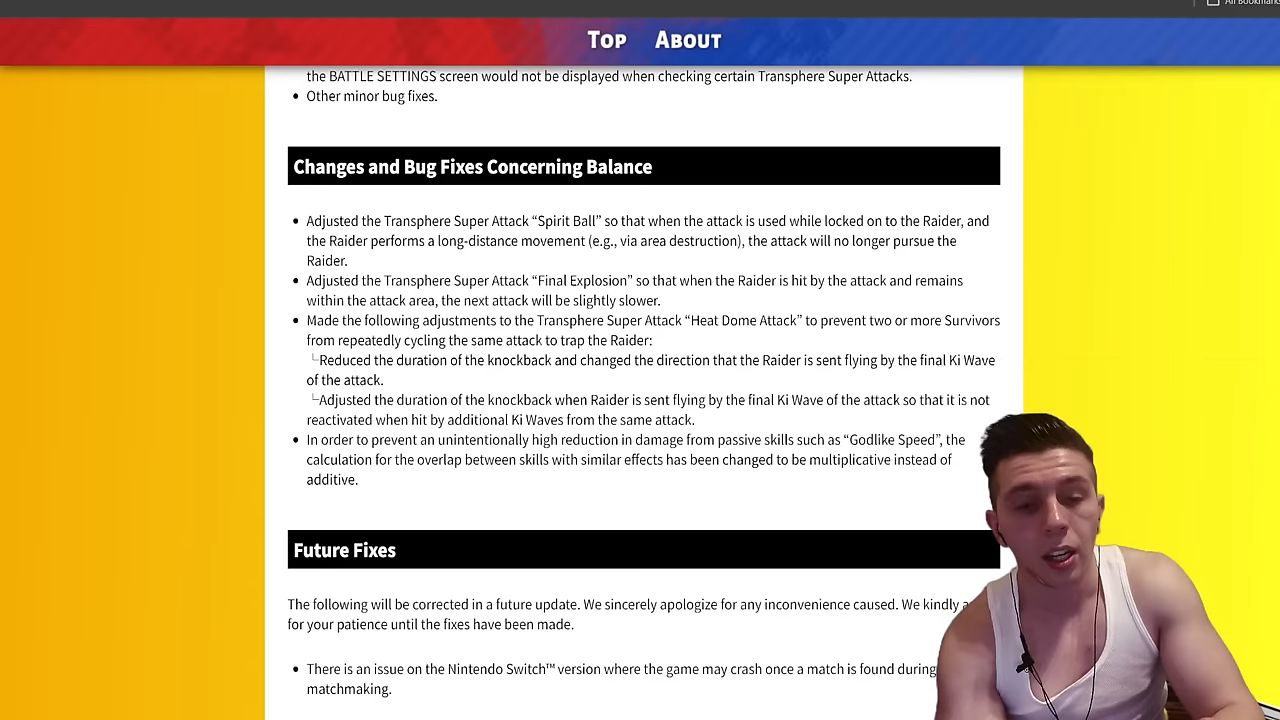 All Bookmarks
TOP ABOUT
the BATTLE SETTINGS screen would not be displayed when checking certain Transphere Super Attacks.
• Other minor bug fixes.
Changes and Bug Fixes Concerning Balance
• Adjusted the Transphere Super Attack “Spirit Ball” so that when the attack is used while locked on to the Raider, and
the Raider performs a long-distance movement (e.g., via area destruction), the attack will no longer pursue the
Raider.
• Adjusted the Transphere Super Attack “Final Explosion” so that when the Raider is hit by the attack and remains
within the attack area, the next attack will be slightly slower.
• Made the following adjustments to the Transphere Super Attack “Heat Dome Attack” to prevent two or more Survivors
from repeatedly cycling the same attack to trap the Raider:
└Reduced the duration of the knockback and changed the direction that the Raider is sent flying by the final Ki Wave
of the attack.
└Adjusted the duration of the knockback when Raider is sent flying by the final Ki Wave of the attack so that it is not
reactivated when hit by additional Ki Waves from the same attack.
• In order to prevent an unintentionally high reduction in damage from passive skills such as “Godlike Speed”, the
calculation for the overlap between skills with similar effects has been changed to be multiplicative instead of
additive.
Future Fixes
The following will be corrected in a future update. We sincerely apologize for any inconvenience caused. We kindly
for your patience until the fixes have been made.
• There is an issue on the Nintendo Switch™ version where the game may crash once a match is found during
matchmaking.